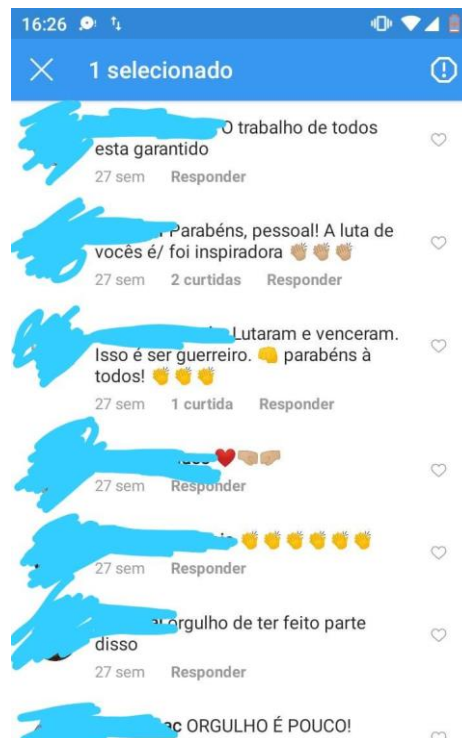 16:26
1 selecionado
O trabalho de todos
esta garantido
27 sem Responder
Parabéns, pessoal! A luta de
vocês é/ foi inspiradora 👏🏼👏🏼👏🏼
27 sem 2 curtidas Responder
Lutaram e venceram.
Isso é ser guerreiro. 👊 parabéns à
todos! 👏👏👏
27 sem 1 curtida Responder
❤️🤜🏼🤛🏼
27 sem Responder
👏👏👏👏👏👏
27 sem Responder
orgulho de ter feito parte
disso
27 sem Responder
ORGULHO É POUCO!